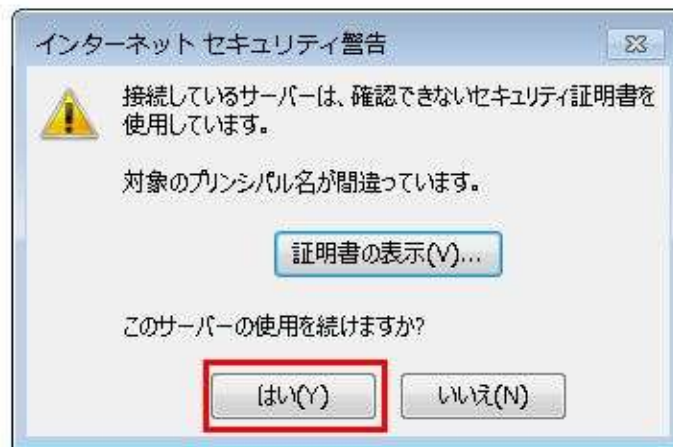 インターネット セキュリティ警告
接続しているサーバーは、確認できないセキュリティ証明書を
使用しています。
対象のプリンシパル名が間違っています。
証明書の表示(V)...
このサーバーの使用を続けますか?
はい(Y)
いいえ(N)